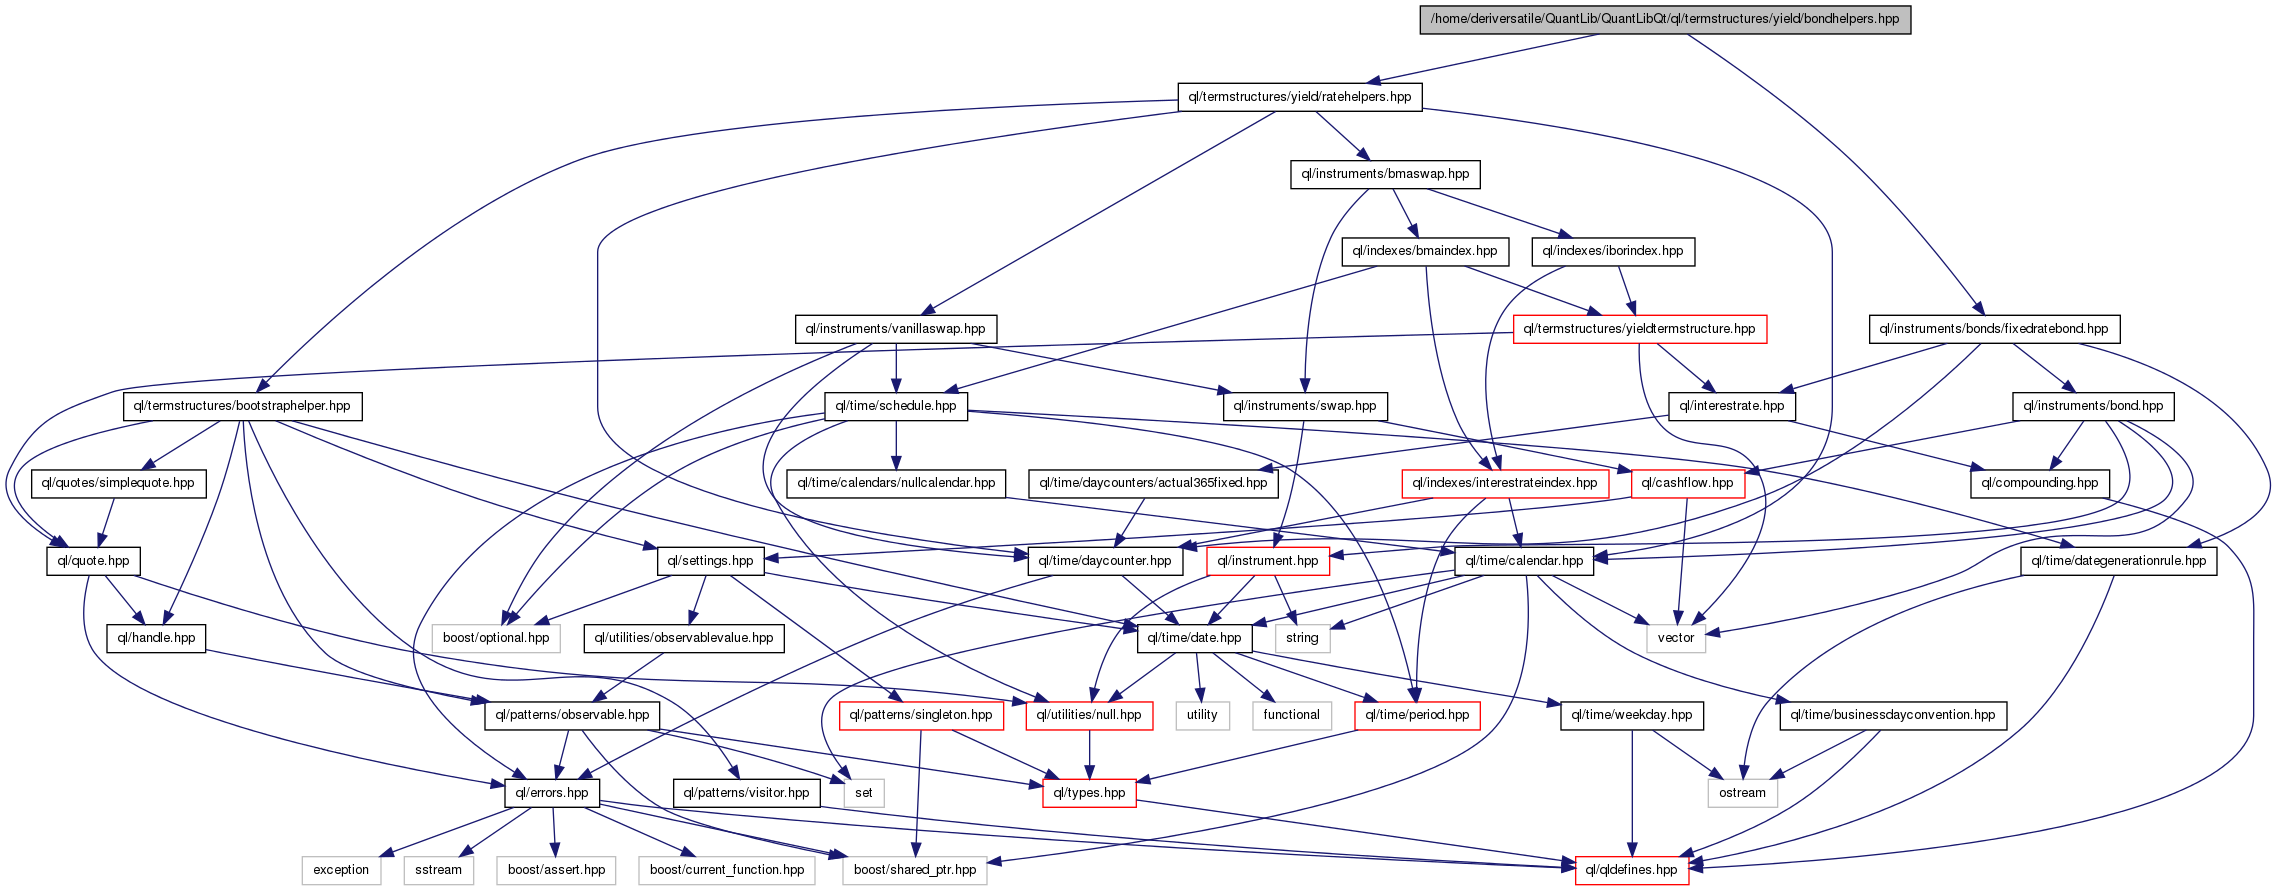 /home/deriversatile/QuantLib/QuantLibQt/ql/termstructures/yield/bondhelpers.hpp
ql/termstructures/yield/ratehelpers.hpp
ql/instruments/bmaswap.hpp
ql/indexes/bmaindex.hpp
ql/indexes/iborindex.hpp
ql/instruments/vanillaswap.hpp
ql/termstructures/yieldtermstructure.hpp
ql/instruments/bonds/fixedratebond.hpp
ql/termstructures/bootstraphelper.hpp
ql/time/schedule.hpp
ql/instruments/swap.hpp
ql/interestrate.hpp
ql/instruments/bond.hpp
ql/quotes/simplequote.hpp
ql/time/calendars/nullcalendar.hpp
ql/time/daycounters/actual365fixed.hpp
ql/indexes/interestrateindex.hpp
ql/cashflow.hpp
ql/compounding.hpp
ql/quote.hpp
ql/settings.hpp
ql/time/daycounter.hpp
ql/instrument.hpp
ql/time/calendar.hpp
ql/time/dategenerationrule.hpp
ql/handle.hpp
boost/optional.hpp
ql/utilities/observablevalue.hpp
ql/time/date.hpp
string
vector
ql/patterns/observable.hpp
ql/patterns/singleton.hpp
ql/utilities/null.hpp
utility
functional
ql/time/period.hpp
ql/time/weekday.hpp
ql/time/businessdayconvention.hpp
ql/errors.hpp
ql/patterns/visitor.hpp
set
ql/types.hpp
ostream
exception
sstream
boost/assert.hpp
boost/current_function.hpp
boost/shared_ptr.hpp
ql/qldefines.hpp